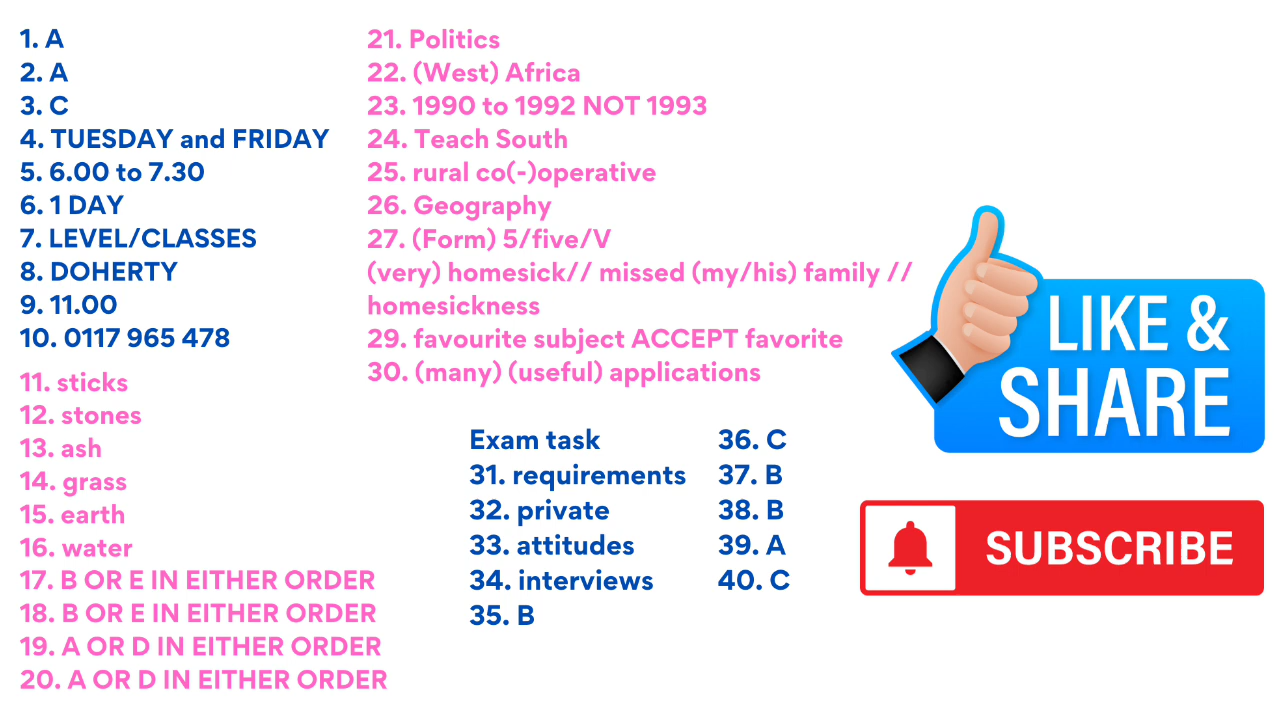 1. A
2. A
3. C
4. TUESDAY and FRIDAY
5. 6.00 to 7.30
6. 1 DAY
7. LEVEL/CLASSES
8. DOHERTY
9. 11.00
10. 0117 965 478
11. sticks
12. stones
13. ash
14. grass
15. earth
16. water
17. B OR E IN EITHER ORDER
18. B OR E IN EITHER ORDER
19. A OR D IN EITHER ORDER
20. A OR D IN EITHER ORDER
21. Politics
22. (West) Africa
23. 1990 to 1992 NOT 1993
24. Teach South
25. rural co(-)operative
26. Geography
27. (Form) 5/five/V
(very) homesick// missed (my/his) family //
homesickness
29. favourite subject ACCEPT favorite
30. (many) (useful) applications
Exam task
31. requirements
32. private
33. attitudes
34. interviews
35. B
36. C
37. B
38. B
39. A
40. C
LIKE &
SHARE
SUBSCRIBE